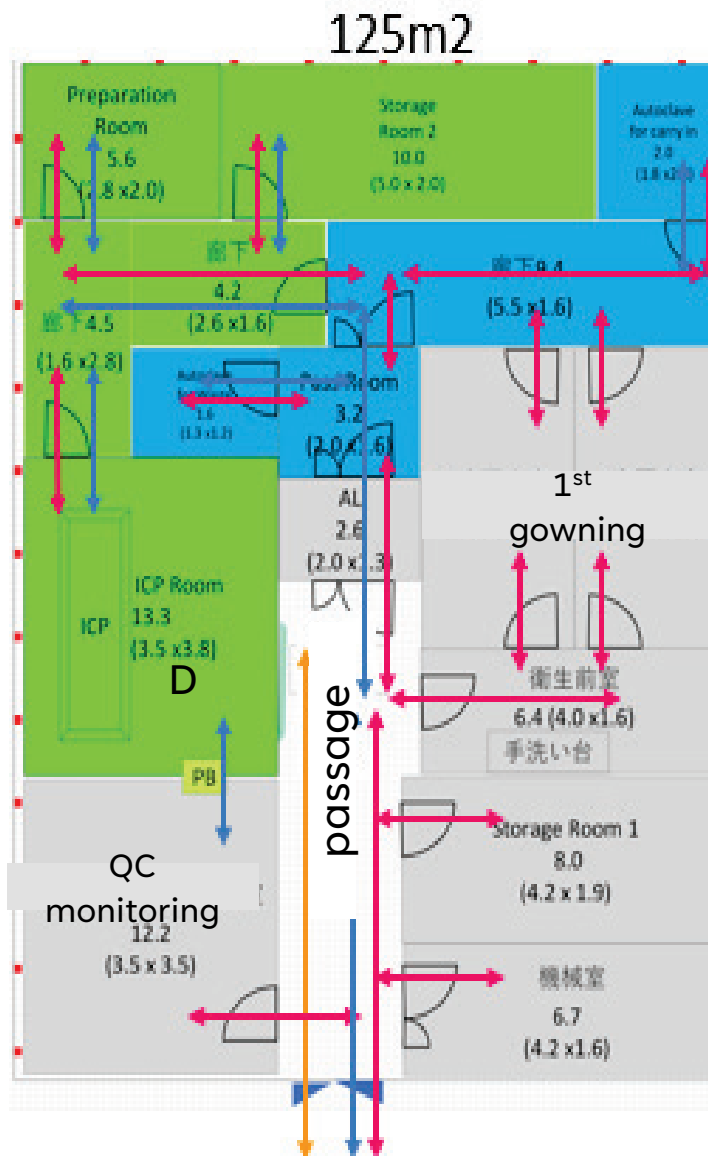 125m2
Preparation
Room
5.6
(2.8 x2.0)
Storage
Room 2
10.0
(5.0 x 2.0)
Autoclave
for carry in
2.0
廊下
4.2
(2.6 x1.6)
廊下9.4
(5.5 x1.6)
廊下4.5
(1.6 x2.8)
1.6
(1.3 x1.2)
Pass Room
3.2
(2.0 x1.6)
AL
2.6
(2.0 x1.3)
1st
gowning
ICP
ICP Room
13.3
(3.5 x3.8)
D
PB
passage
衛生前室
6.4 (4.0 x1.6)
手洗い台
Storage Room 1
8.0
(4.2 x 1.9)
QC
monitoring
12.2
(3.5 x 3.5)
機械室
6.7
(4.2 x1.6)